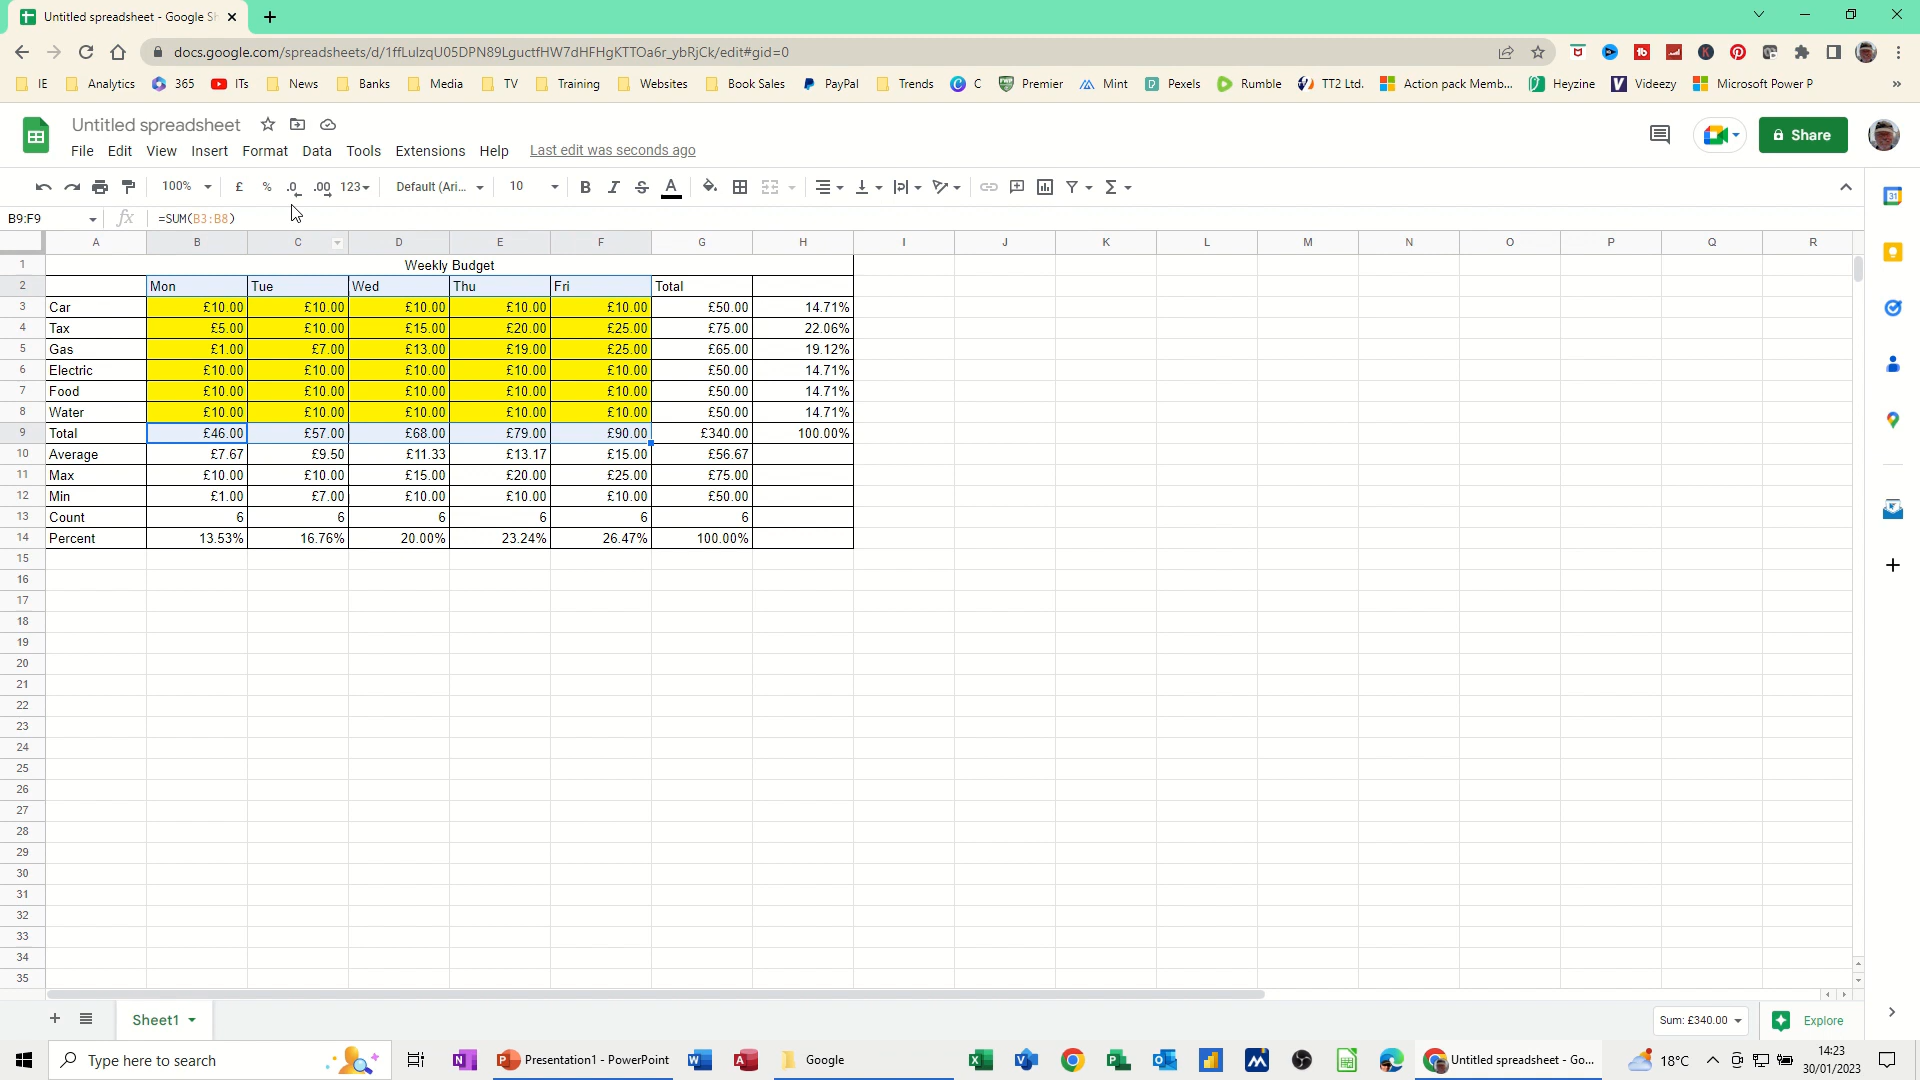 Untitled spreadsheet - Google Sh
docs.google.com/spreadsheets/d/1ffLulzqU05DPN89LguctfHW7dHFHgKTTOa6r_ybRjCk/edit#gid=0
IE Analytics 365 ITs News Banks Media TV Training Websites Book Sales PayPal Trends C Premier Mint Pexels Rumble TT2 Ltd. Action pack Memb... Heyzine Videezy Microsoft Power P »
Untitled spreadsheet
File Edit View Insert Format Data Tools Extensions Help Last edit was seconds ago
Share
100% £ % .0 .00 123 Default (Ari... 10 B I S A Σ
B9:F9 fx =SUM(B3:B8)
A B C D E F G H I J K L M N O P Q R
1 Weekly Budget
2 Mon Tue Wed Thu Fri Total
3 Car £10.00 £10.00 £10.00 £10.00 £10.00 £50.00 14.71%
4 Tax £5.00 £10.00 £15.00 £20.00 £25.00 £75.00 22.06%
5 Gas £1.00 £7.00 £13.00 £19.00 £25.00 £65.00 19.12%
6 Electric £10.00 £10.00 £10.00 £10.00 £10.00 £50.00 14.71%
7 Food £10.00 £10.00 £10.00 £10.00 £10.00 £50.00 14.71%
8 Water £10.00 £10.00 £10.00 £10.00 £10.00 £50.00 14.71%
9 Total £46.00 £57.00 £68.00 £79.00 £90.00 £340.00 100.00%
10 Average £7.67 £9.50 £11.33 £13.17 £15.00 £56.67
11 Max £10.00 £10.00 £15.00 £20.00 £25.00 £75.00
12 Min £1.00 £7.00 £10.00 £10.00 £10.00 £50.00
13 Count 6 6 6 6 6 6
14 Percent 13.53% 16.76% 20.00% 23.24% 26.47% 100.00%
15
16
17
18
19
20
21
22
23
24
25
26
27
28
29
30
31
32
33
34
35
Sheet1 Sum: £340.00 Explore
Type here to search Presentation1 - PowerPoint Google Untitled spreadsheet - Go... 18°C 14:23
30/01/2023